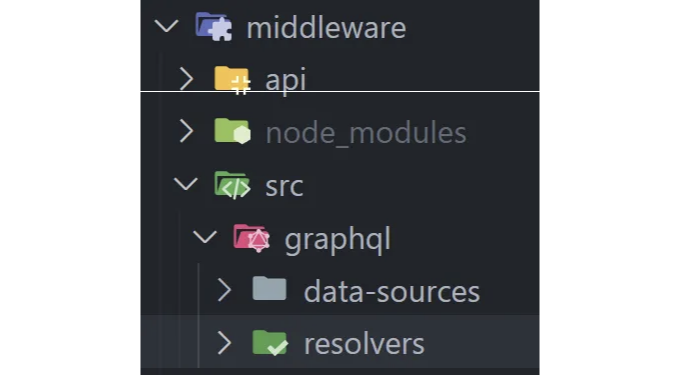 middleware
api
node_modules
src
graphql
data-sources
resolvers